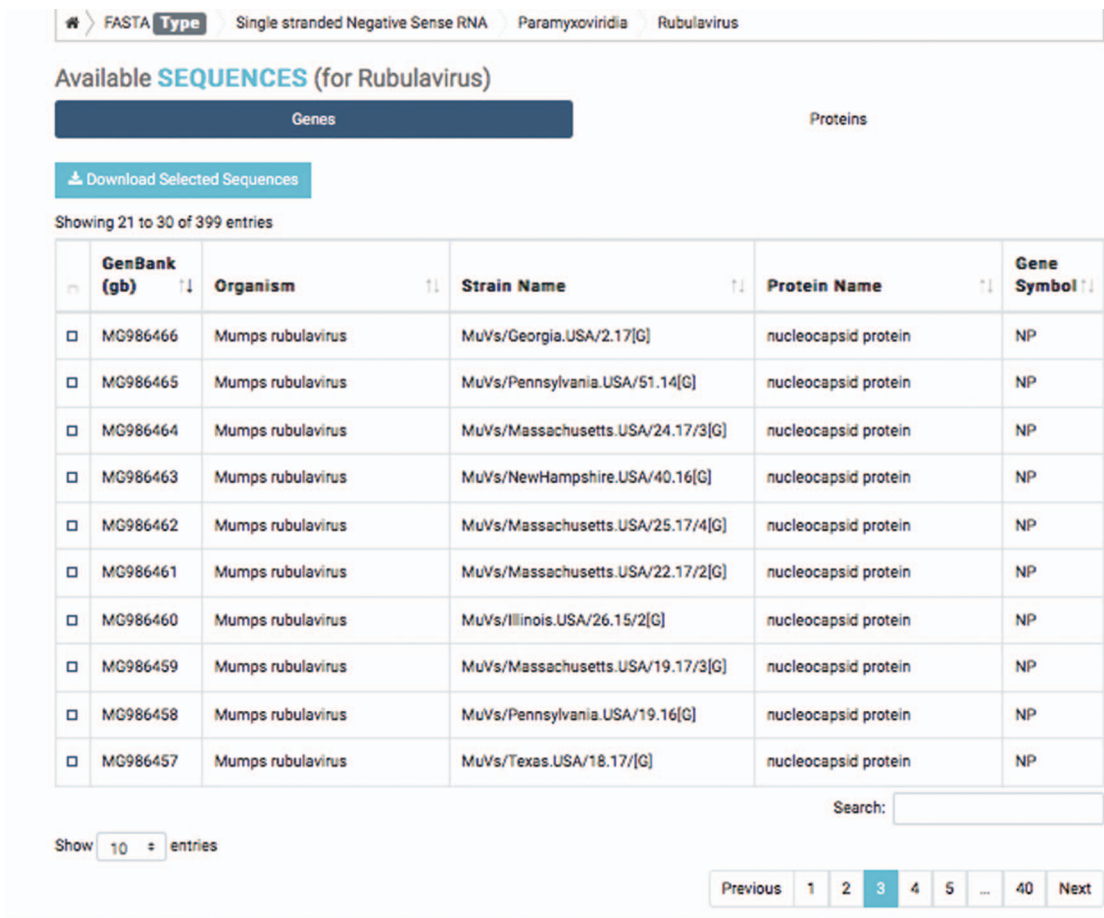 FASTA Type Single stranded Negative Sense RNA Paramyxoviridia Rubulavirus
Available SEQUENCES (for Rubulavirus)
Genes Proteins
Download Selected Sequences
Showing 21 to 30 of 399 entries
GenBank (gb) Organism Strain Name Protein Name Gene Symbol
MG986466 Mumps rubulavirus MuVs/Georgia.USA/2.17[G] nucleocapsid protein NP
MG986465 Mumps rubulavirus MuVs/Pennsylvania.USA/51.14[G] nucleocapsid protein NP
MG986464 Mumps rubulavirus MuVs/Massachusetts.USA/24.17/3[G] nucleocapsid protein NP
MG986463 Mumps rubulavirus MuVs/NewHampshire.USA/40.16[G] nucleocapsid protein NP
MG986462 Mumps rubulavirus MuVs/Massachusetts.USA/25.17/4[G] nucleocapsid protein NP
MG986461 Mumps rubulavirus MuVs/Massachusetts.USA/22.17/2[G] nucleocapsid protein NP
MG986460 Mumps rubulavirus MuVs/Illinois.USA/26.15/2[G] nucleocapsid protein NP
MG986459 Mumps rubulavirus MuVs/Massachusetts.USA/19.17/3[G] nucleocapsid protein NP
MG986458 Mumps rubulavirus MuVs/Pennsylvania.USA/19.16[G] nucleocapsid protein NP
MG986457 Mumps rubulavirus MuVs/Texas.USA/18.17/[G] nucleocapsid protein NP
Search:
Show 10 entries
Previous 1 2 3 4 5 ... 40 Next